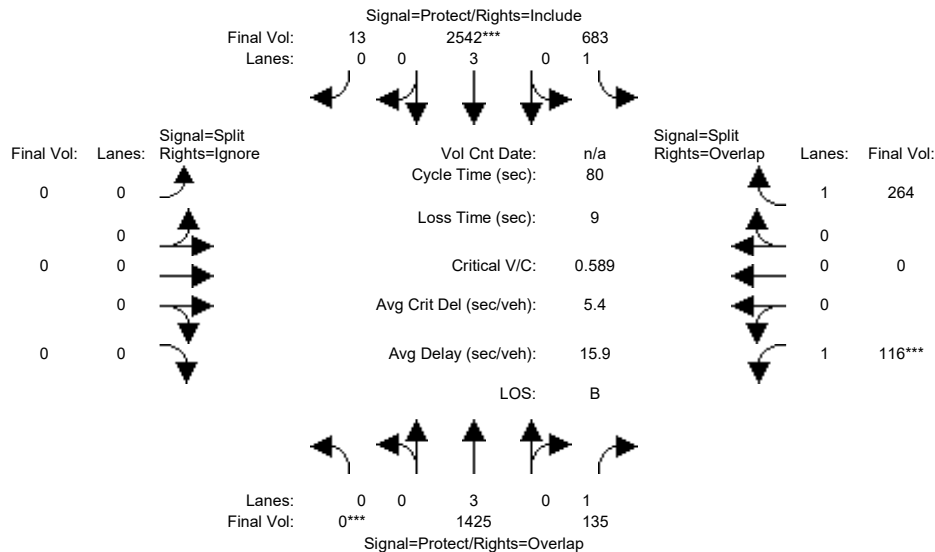 Signal=Protect/Rights=Include
Final Vol: 13 2542*** 683
Lanes: 0 0 3 0 1
Signal=Split
Final Vol: Lanes: Rights=Ignore
Vol Cnt Date: n/a
Signal=Split
Rights=Overlap Lanes: Final Vol:
Cycle Time (sec): 80
0 0
1 264
Loss Time (sec): 9
0
0
0 0
Critical V/C: 0.589
0 0
0
Avg Crit Del (sec/veh): 5.4
0
0 0
Avg Delay (sec/veh): 15.9
1 116***
LOS: B
Lanes: 0 0 3 0 1
Final Vol: 0*** 1425 135
Signal=Protect/Rights=Overlap